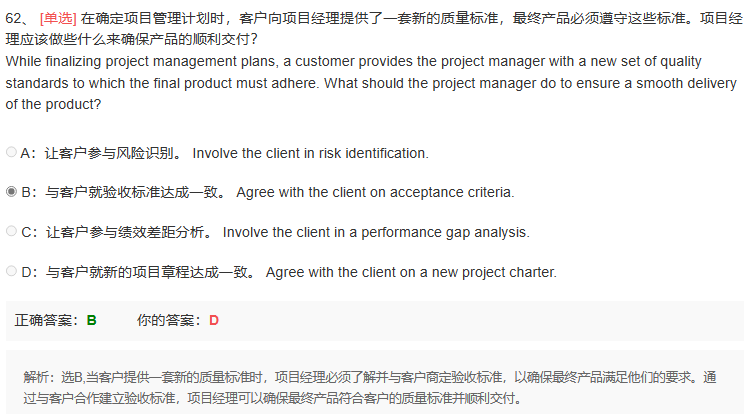 62、 [单选] 在确定项目管理计划时，客户向项目经理提供了一套新的质量标准，最终产品必须遵守这些标准。项目经
理应该做些什么来确保产品的顺利交付？
While finalizing project management plans, a customer provides the project manager with a new set of quality
standards to which the final product must adhere. What should the project manager do to ensure a smooth delivery
of the product?
A：让客户参与风险识别。 Involve the client in risk identification.
B：与客户就验收标准达成一致。 Agree with the client on acceptance criteria.
C：让客户参与绩效差距分析。 Involve the client in a performance gap analysis.
D：与客户就新的项目章程达成一致。 Agree with the client on a new project charter.
正确答案：B 你的答案：D
解析：选B,当客户提供一套新的质量标准时，项目经理必须了解并与客户商定验收标准，以确保最终产品满足他们的要求。通
过与客户合作建立验收标准，项目经理可以确保最终产品符合客户的质量标准并顺利交付。